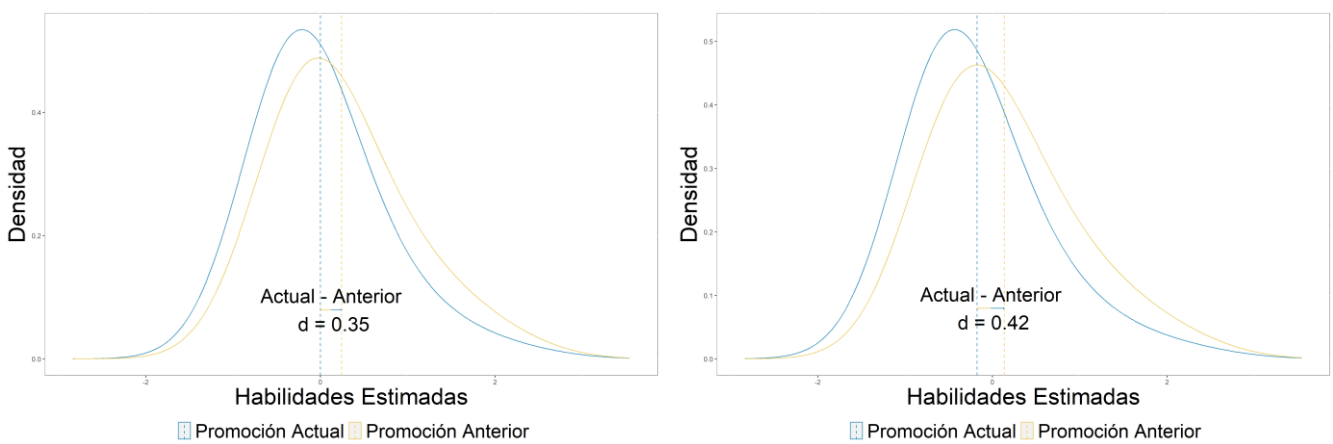 Densidad
0.4
0.2
0.0
Actual - Anterior
d = 0.35
-2
0
2
Habilidades Estimadas
Promoción Actual Promoción Anterior
Densidad
0.5
0.4
0.3
0.2
0.1
0.0
Actual - Anterior
d = 0.42
-2
0
2
Habilidades Estimadas
Promoción Actual Promoción Anterior